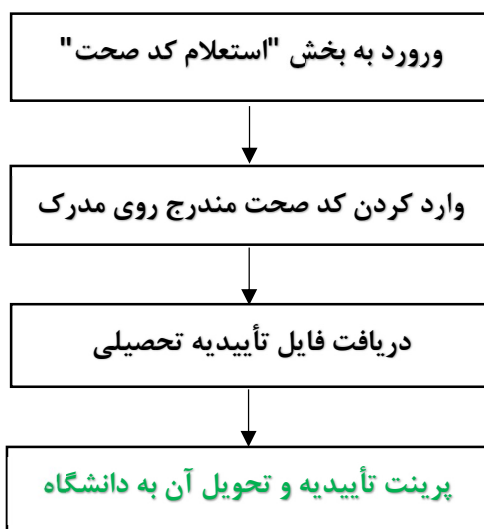 ورورد به بخش "استعلام کد صحت"
وارد کردن کد صحت مندرج روی مدرک
دریافت فایل تأییدیه تحصیلی
پرینت تأییدیه و تحویل آن به دانشگاه